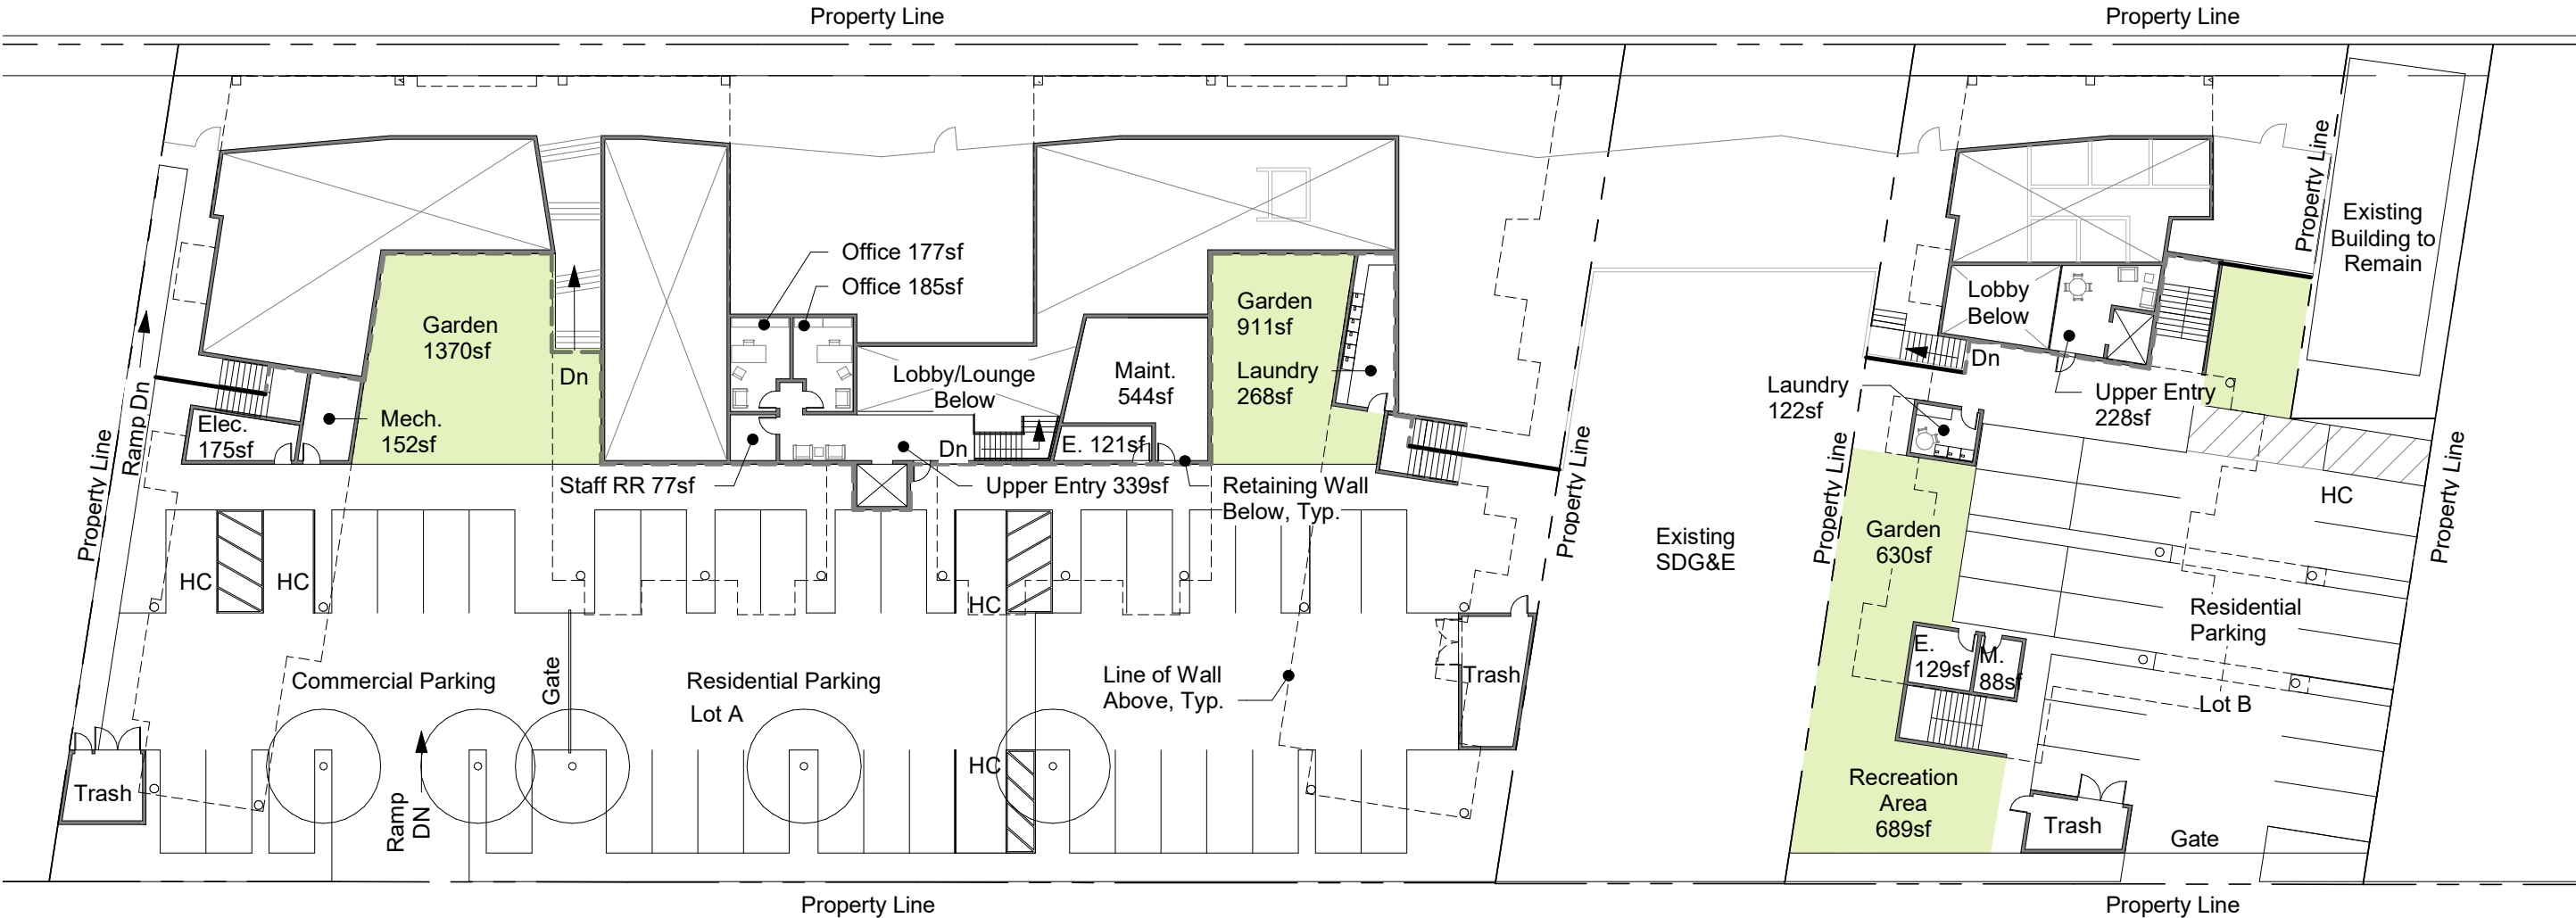 Property Line
Property Line
Property Line
Existing
Building to
Remain
Office 177sf
Office 185sf
Garden
1370sf
Garden
911sf
Lobby
Below
Ramp Dn
Dn
Lobby/Lounge
Below
Maint.
544sf
Laundry
268sf
Dn
Laundry
122sf
Upper Entry
228sf
Elec.
175sf
Mech.
152sf
Dn
E. 121sf
Property Line
Staff RR 77sf
Upper Entry 339sf
Retaining Wall
Below, Typ.
Property Line
Property Line
Property Line
HC
Existing
SDG&E
Garden
630sf
HC
HC
HC
Residential
Parking
Commercial Parking
Gate
Residential Parking
Lot A
Line of Wall
Above, Typ.
Trash
E.
129sf
M.
88sf
Lot B
HC
Trash
Ramp
DN
Recreation
Area
689sf
Trash
Gate
Property Line
Property Line